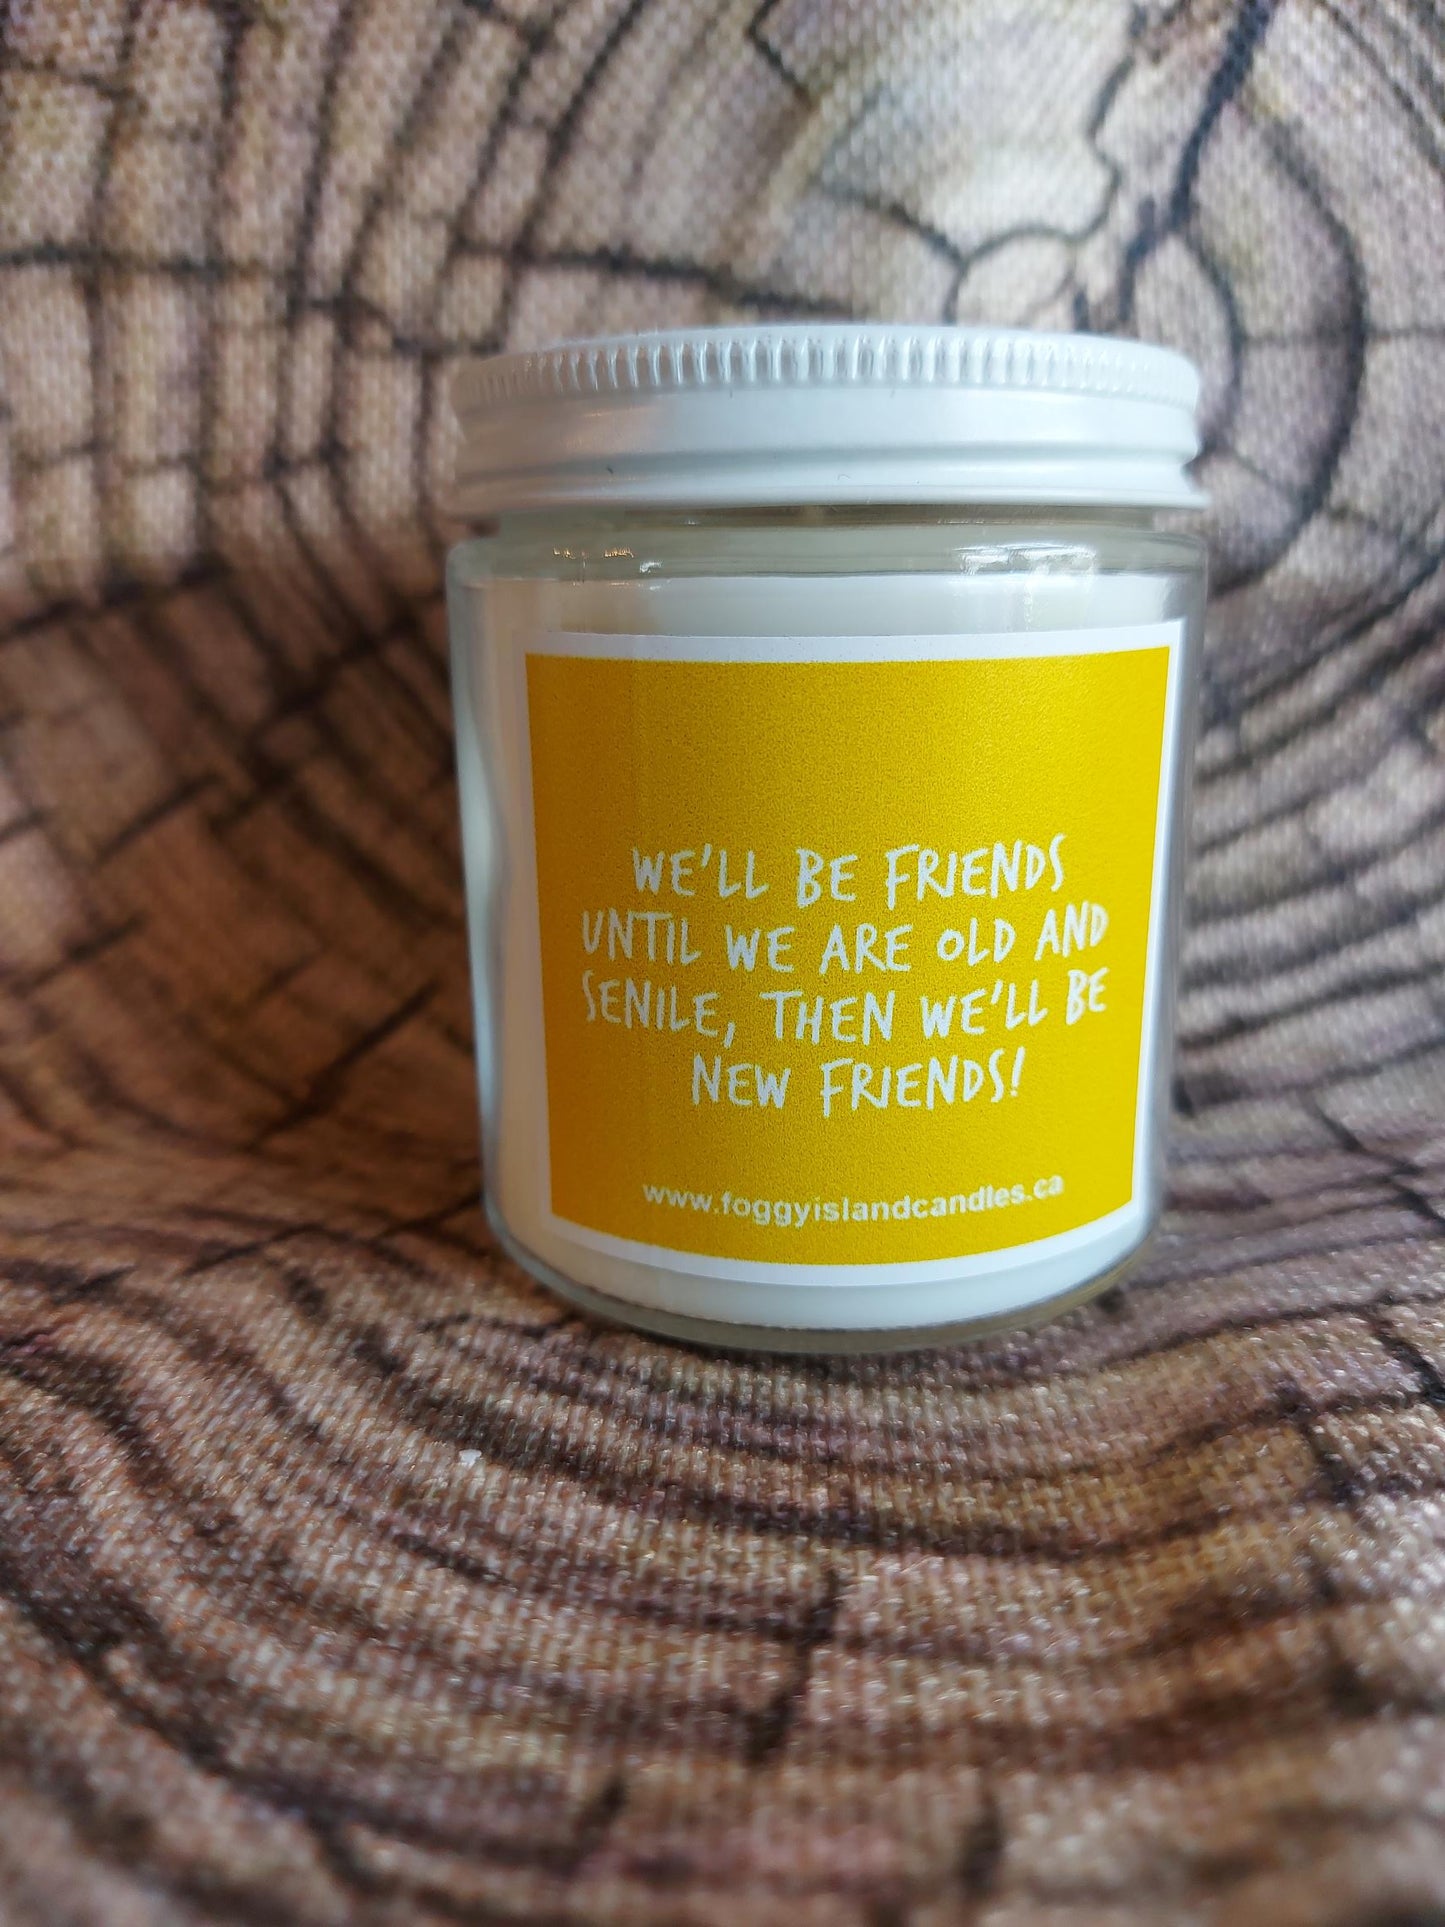 WE'LL BE FRIENDS
UNTIL WE ARE OLD AND
SENILE, THEN WE'LL BE
NEW FRIENDS!
www.foggyislandcandles.ca